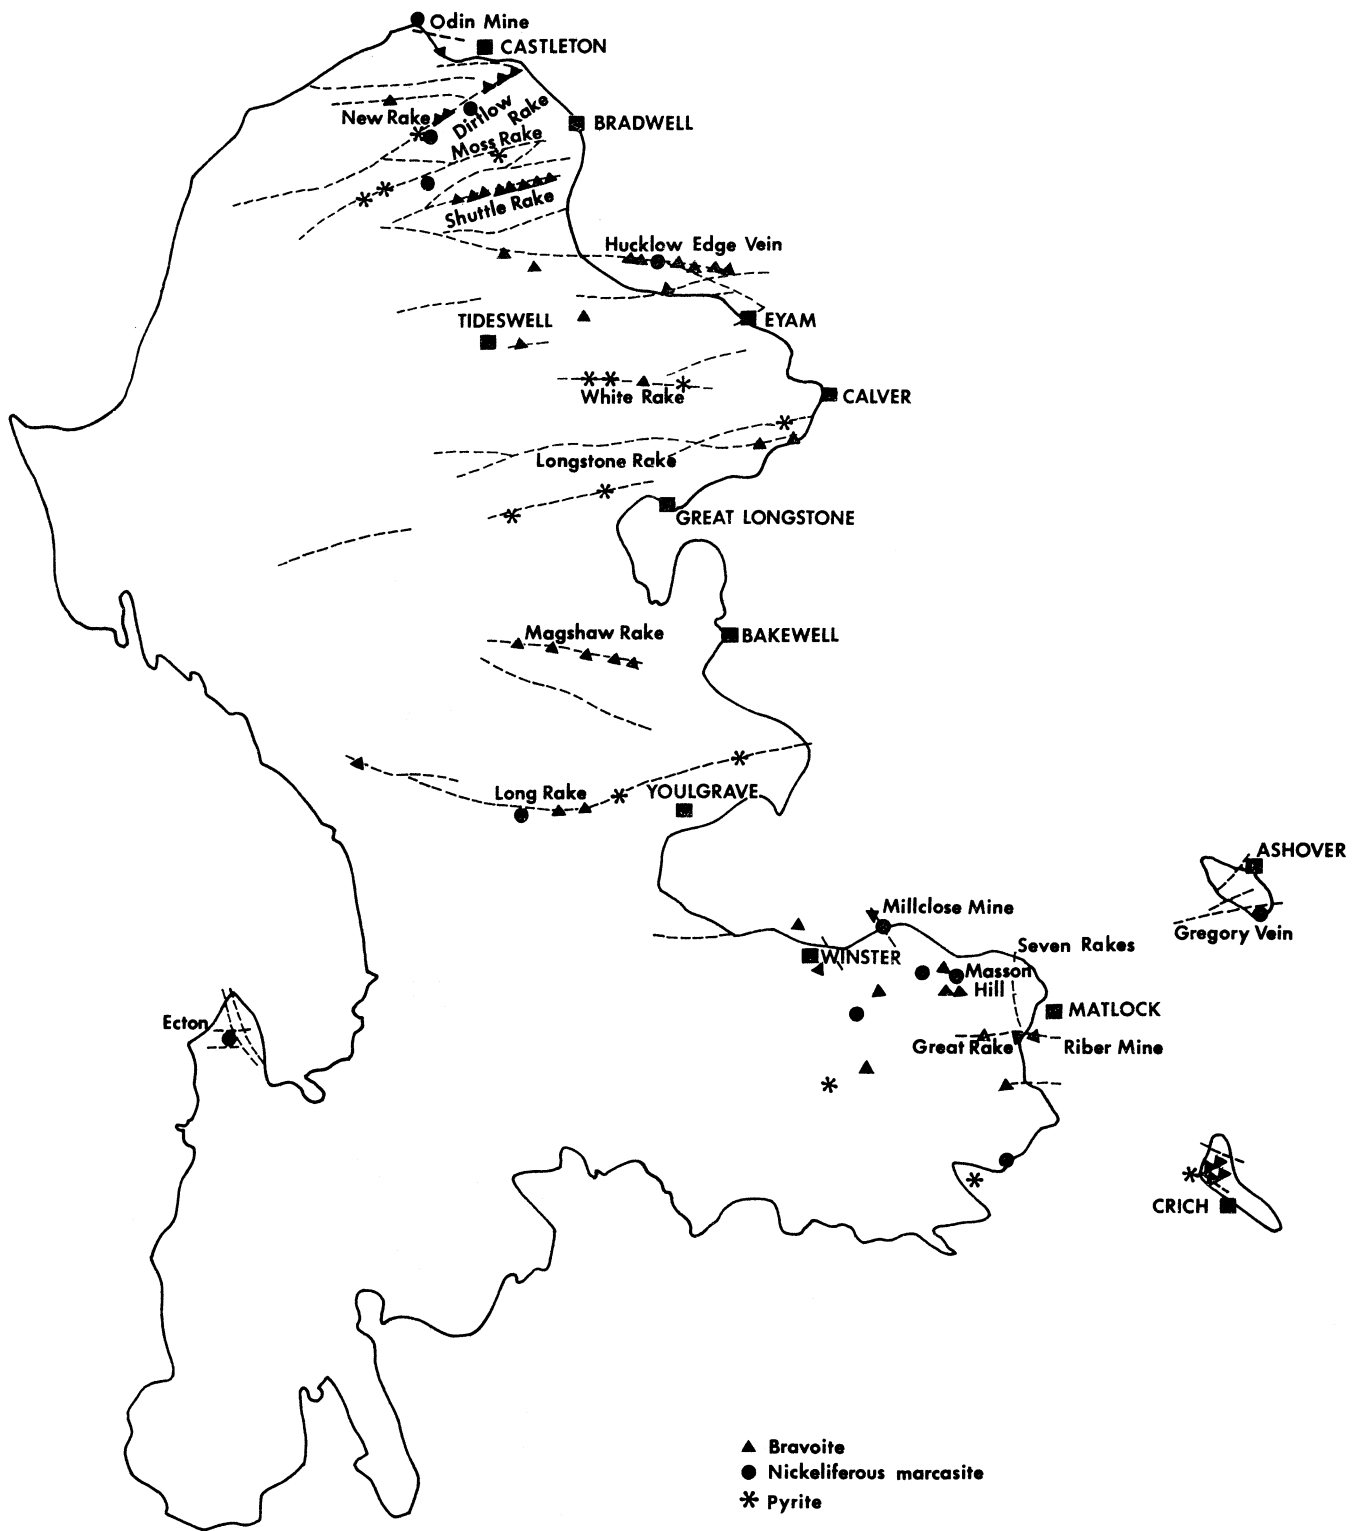 Odin Mine
CASTLETON
New Rake
Dirtlow
Rake
BRADWELL
Moss Rake
Shuttle Rake
Hucklow Edge Vein
TIDESWELL
EYAM
White Rake
CALVER
Longstone Rake
GREAT LONGSTONE
Magshaw Rake
BAKEWELL
Long Rake
YOULGRAVE
ASHOVER
Millclose Mine
Gregory Vein
Seven Rakes
WINSTER
Masson
Hill
MATLOCK
Ecton
Great Rake
Riber Mine
CRICH
Bravoite
Nickeliferous marcasite
Pyrite